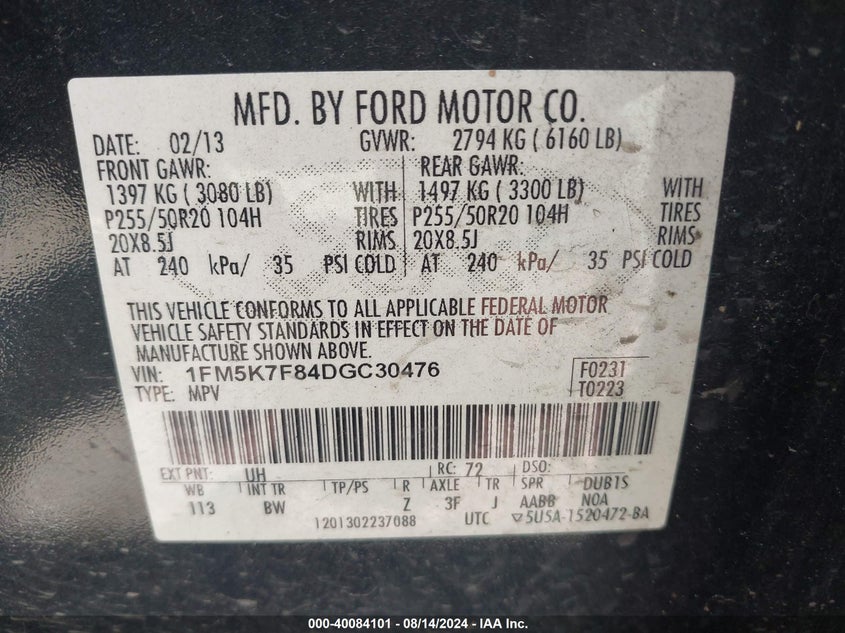 MFD. BY FORD MOTOR CO.
DATE: 02/13 GVWR: 2794 KG ( 6160 LB)
FRONT GAWR: REAR GAWR:
1397 KG ( 3080 LB) WITH 1497 KG ( 3300 LB) WITH
P255/50R20 104H TIRES P255/50R20 104H TIRES
20X8.5J RIMS 20X8.5J RIMS
AT 240 kPa/ 35 PSI COLD AT 240 kPa/ 35 PSI COLD
THIS VEHICLE CONFORMS TO ALL APPLICABLE FEDERAL MOTOR
VEHICLE SAFETY STANDARDS IN EFFECT ON THE DATE OF
MANUFACTURE SHOWN ABOVE.
VIN: 1FM5K7F84DGC30476 F0231
TYPE: MPV T0223
EXT PNT: UH RC: 72 DSO:
WB INT TR TP/PS R AXLE TR SPR DUB1S
113 BW Z 3F J AABB N0A
1201302237088 UTC ▽5U5A-1520472-BA
000-40084101 - 08/14/2024 - IAA Inc.